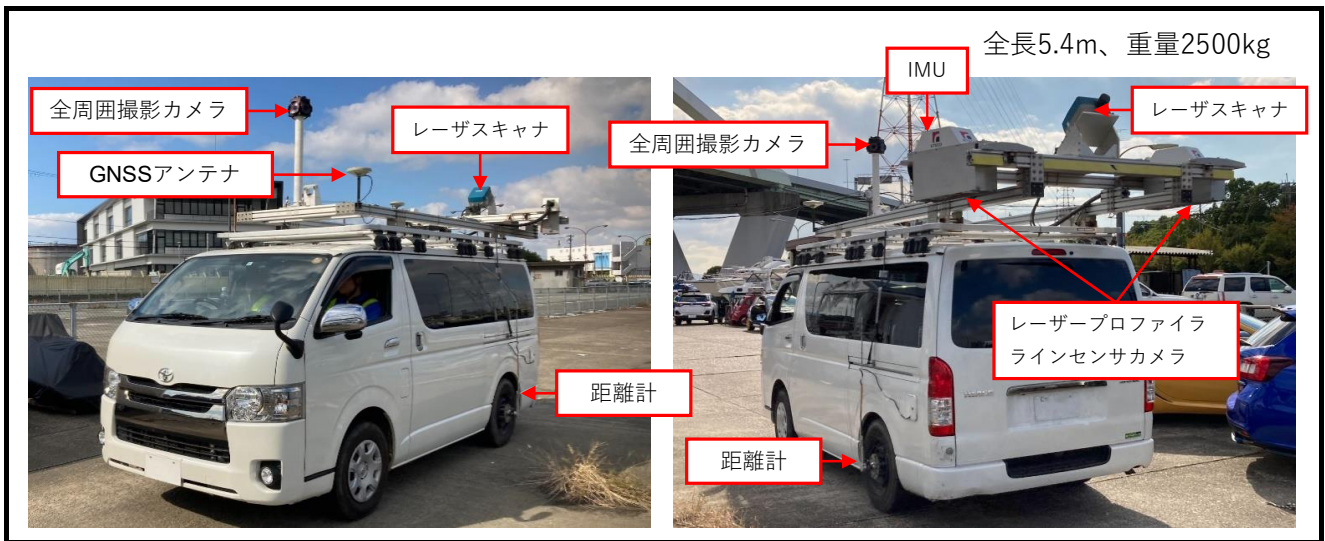 全長5.4m、重量2500kg
全周囲撮影カメラ
GNSSアンテナ
レーザスキャナ
距離計
IMU
レーザスキャナ
全周囲撮影カメラ
レーザープロファイラ
ラインセンサカメラ
距離計